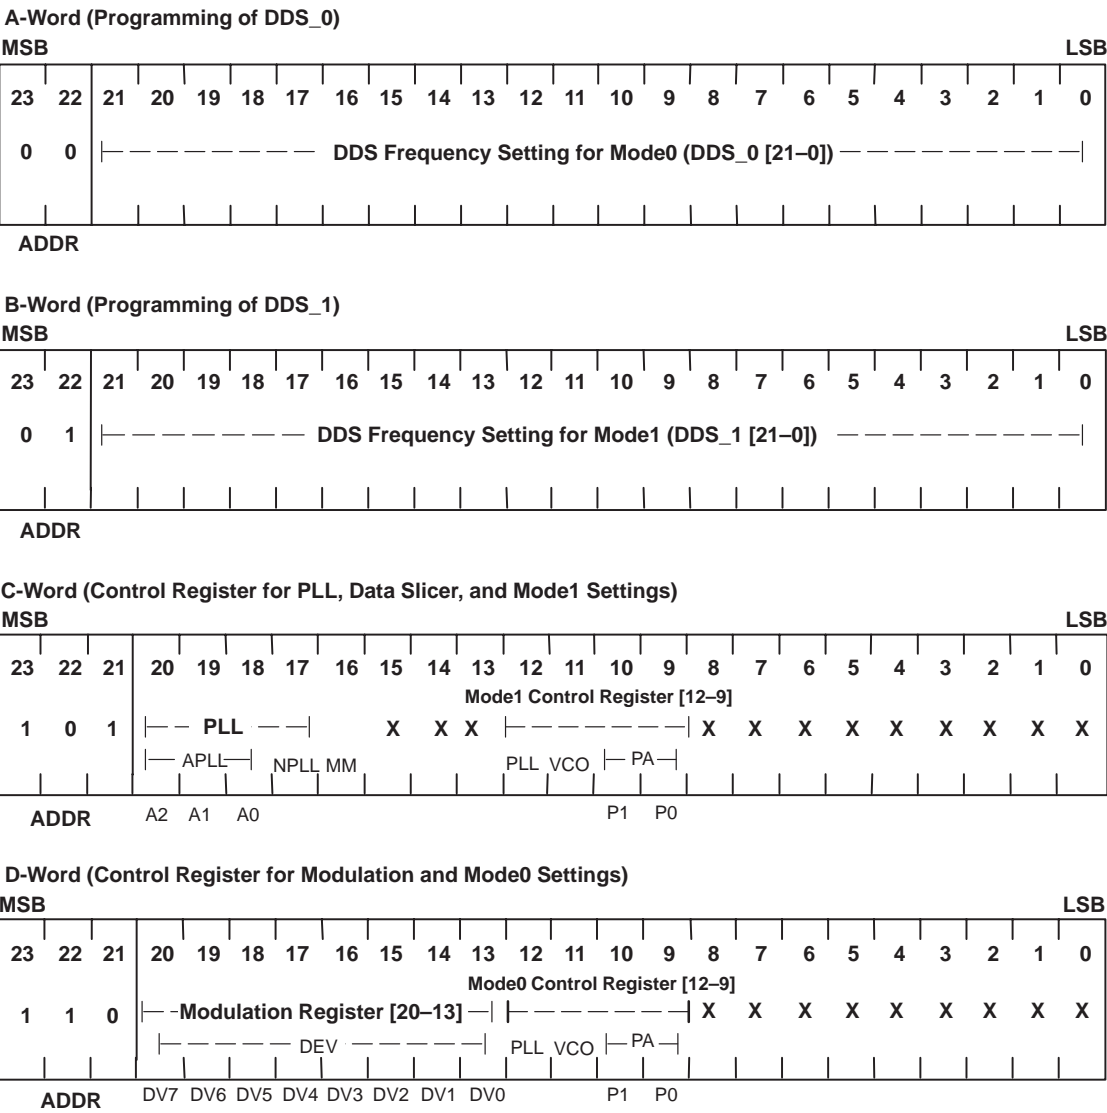 A-Word (Programming of DDS_0)
MSB LSB
23 22 21 20 19 18 17 16 15 14 13 12 11 10 9 8 7 6 5 4 3 2 1 0
0 0 DDS Frequency Setting for Mode0 (DDS_0 [21–0])
ADDR
B-Word (Programming of DDS_1)
MSB LSB
23 22 21 20 19 18 17 16 15 14 13 12 11 10 9 8 7 6 5 4 3 2 1 0
0 1 DDS Frequency Setting for Mode1 (DDS_1 [21–0])
ADDR
C-Word (Control Register for PLL, Data Slicer, and Mode1 Settings)
MSB LSB
23 22 21 20 19 18 17 16 15 14 13 12 11 10 9 8 7 6 5 4 3 2 1 0
Mode1 Control Register [12–9]
1 0 1 PLL X X X X X X X X X X X X
APLL NPLL MM PLL VCO PA
ADDR A2 A1 A0 P1 P0
D-Word (Control Register for Modulation and Mode0 Settings)
MSB LSB
23 22 21 20 19 18 17 16 15 14 13 12 11 10 9 8 7 6 5 4 3 2 1 0
Mode0 Control Register [12–9]
1 1 0 Modulation Register [20–13] X X X X X X X X X
DEV PLL VCO PA
ADDR DV7 DV6 DV5 DV4 DV3 DV2 DV1 DV0 P1 P0